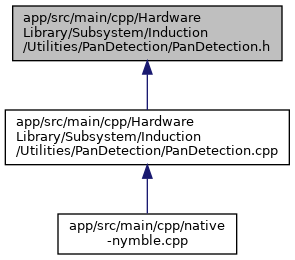 app/src/main/cpp/Hardware
Library/Subsystem/Induction
/Utilities/PanDetection/PanDetection.h
app/src/main/cpp/Hardware
Library/Subsystem/Induction
/Utilities/PanDetection/PanDetection.cpp
app/src/main/cpp/native
-nymble.cpp